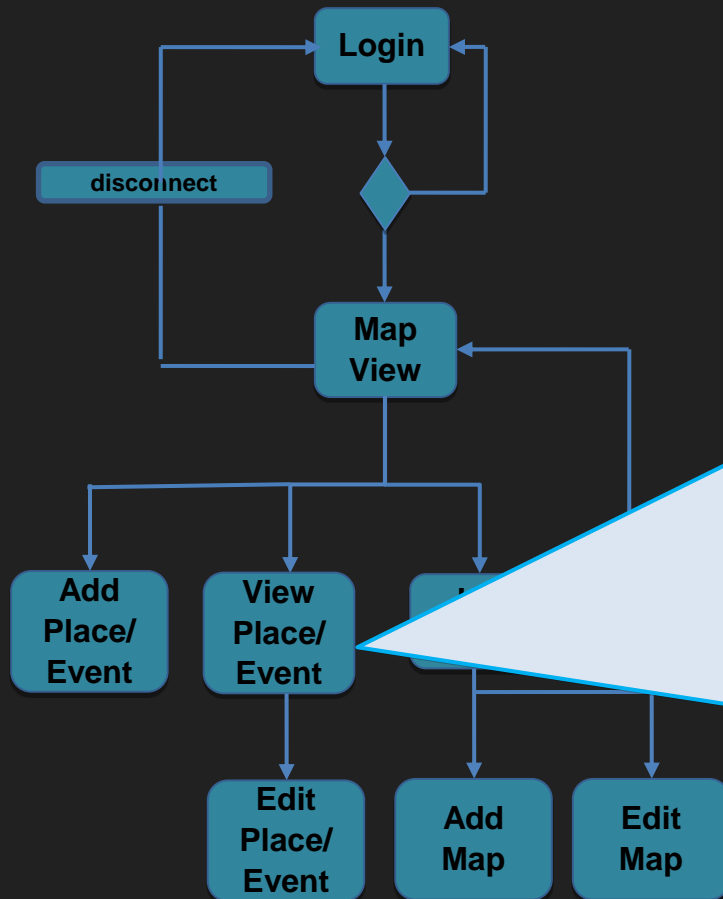 Login
disconnect
Map
View
Add
Place/
Event
View
Place/
Event
Edit
Place/
Event
Add
Map
Edit
Map